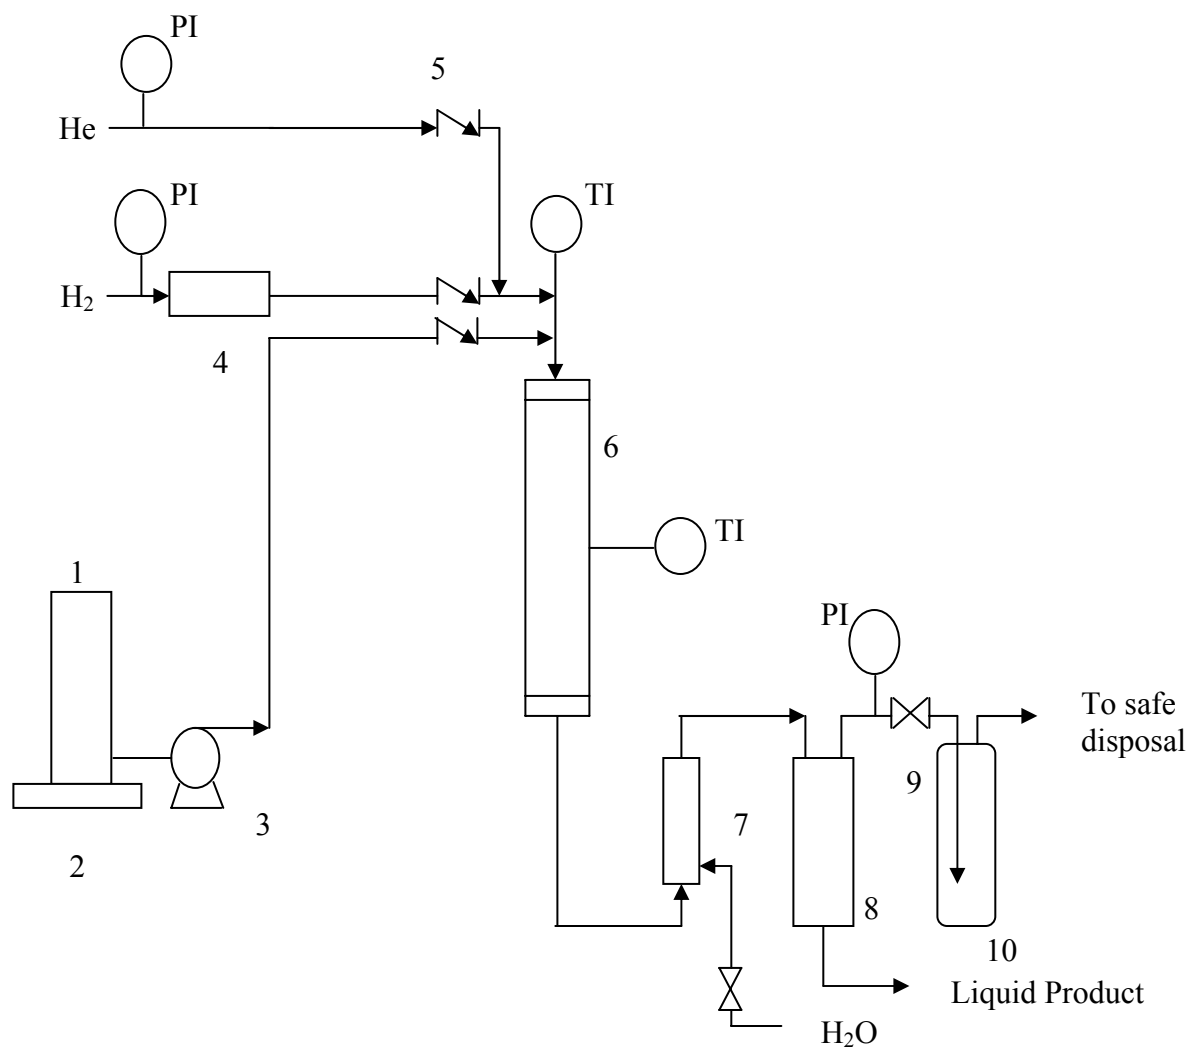 PI
5
He
PI
TI
H₂
4
6
TI
1
PI
To safe
disposal
9
3
7
2
8
10
Liquid Product
H₂O